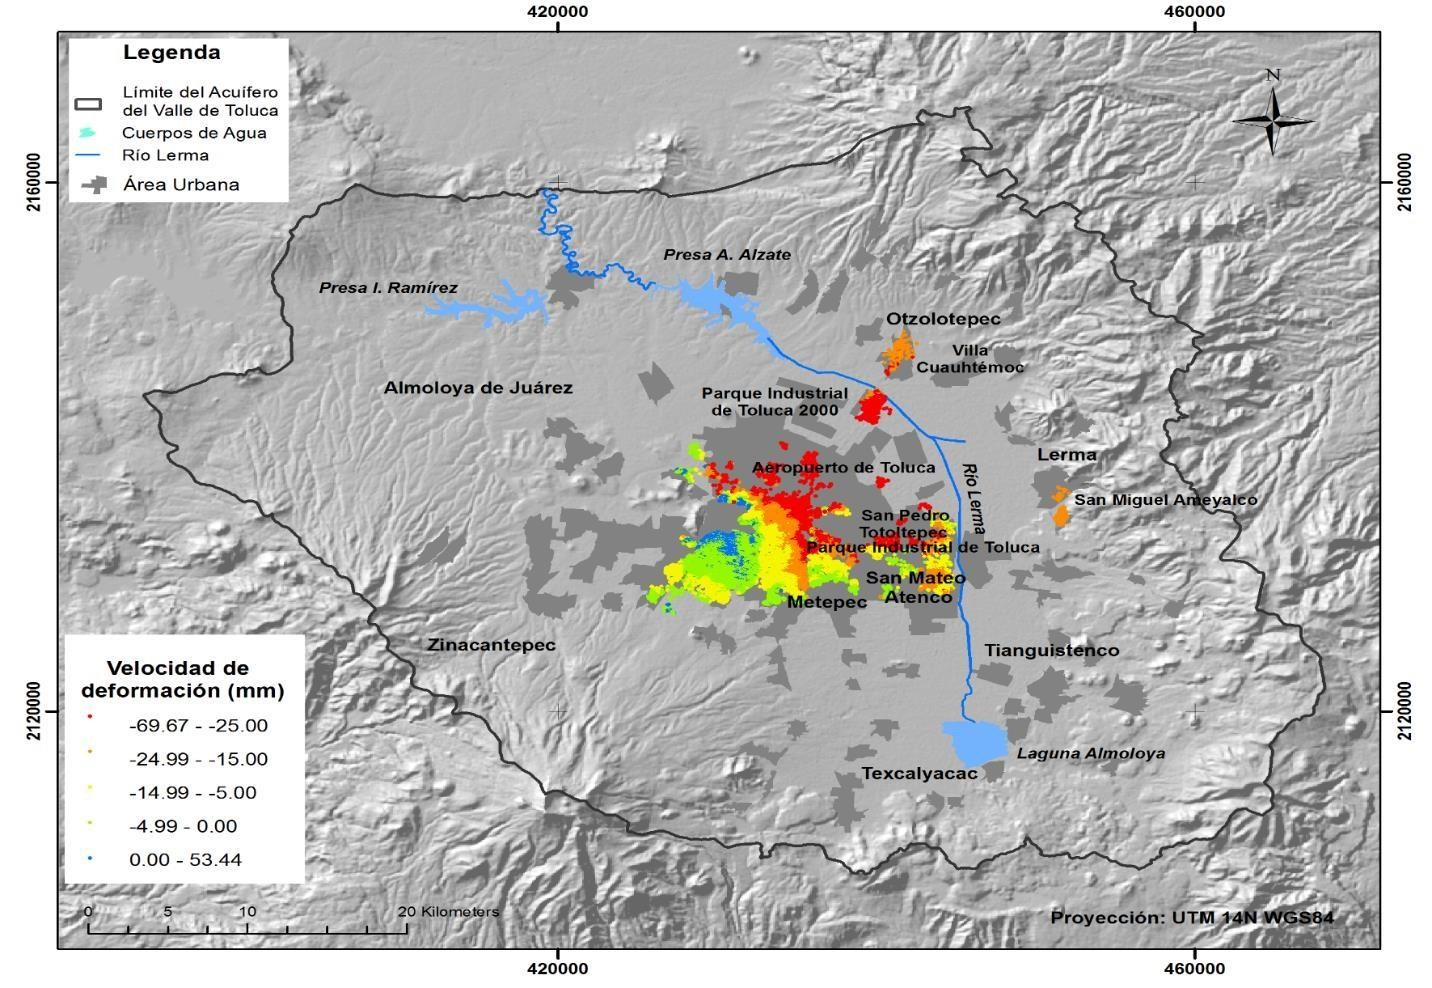 420000
460000
Legenda
Límite del Acuífero
del Valle de Toluca
Cuerpos de Agua
Río Lerma
Área Urbana
N
2160000
2160000
Presa A. Alzate
Presa I. Ramírez
Otzolotepec
Villa
Cuauhtémoc
Almoloya de Juárez
Parque Industrial
de Toluca 2000
Lerma
Aeropuerto de Toluca
Río Lerma
San Miguel Ameyalco
San Pedro
Totoltepec
Parque Industrial de Toluca
San Mateo
Atenco
Metepec
Zinacantepec
Tianguistenco
Velocidad de
deformación (mm)
-69.67 - -25.00
-24.99 - -15.00
-14.99 - -5.00
-4.99 - 0.00
0.00 - 53.44
2120000
2120000
Laguna Almoloya
Texcalyacac
0 5 10 20 Kilometers
Proyección: UTM 14N WGS84
420000
460000